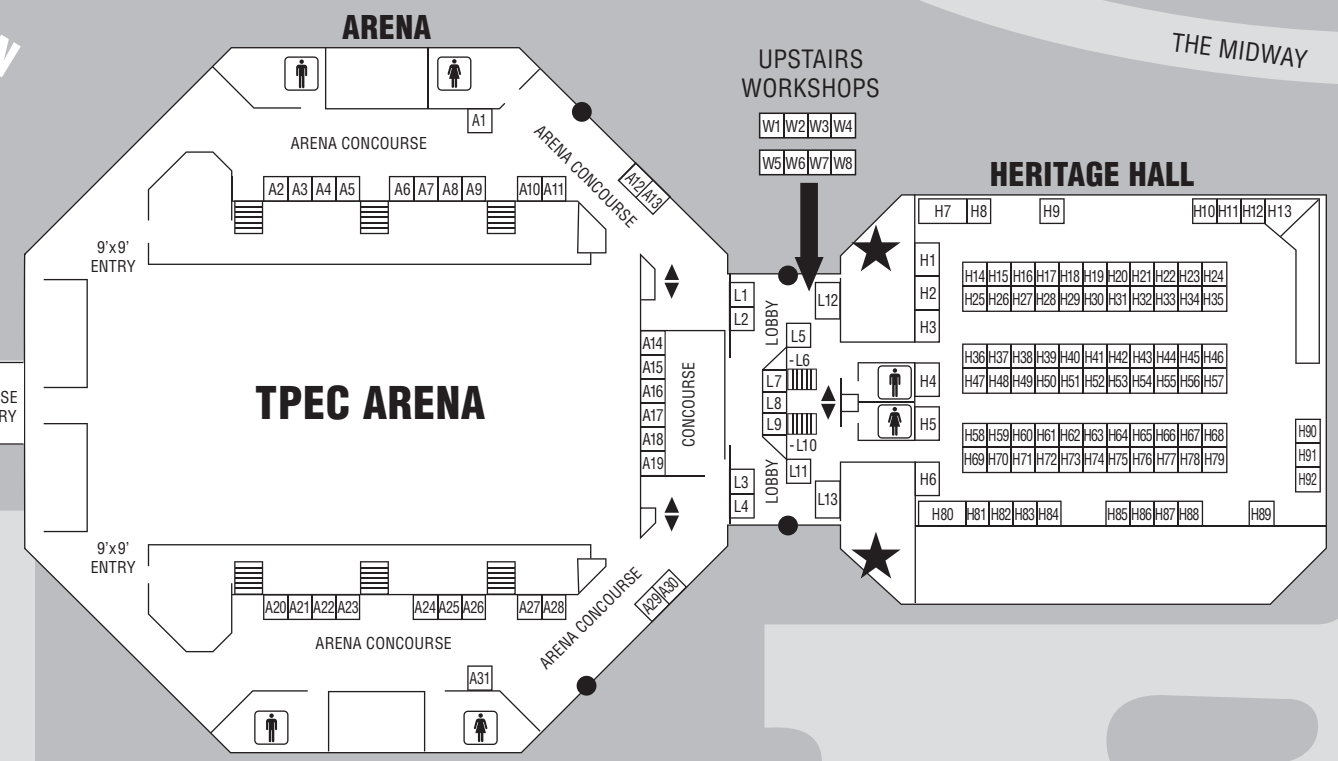 ARENA
THE MIDWAY
UPSTAIRS
WORKSHOPS
W1 W2 W3 W4
W5 W6 W7 W8
HERITAGE HALL
A1
ARENA CONCOURSE
ARENA CONCOURSE
A12 A13
A2 A3 A4 A5 A6 A7 A8 A9 A10 A11
9'x9'
ENTRY
TPEC ARENA
A14
A15
A16
A17
A18
A19
CONCOURSE
L1
L2
LOBBY
L12
L5
-L6
L7
L8
L9
-L10
L11
L3
L4
LOBBY
L13
H7 H8 H9 H10 H11 H12 H13
H1
H2
H3
H4
H5
H6
H14 H15 H16 H17 H18 H19 H20 H21 H22 H23 H24
H25 H26 H27 H28 H29 H30 H31 H32 H33 H34 H35
H36 H37 H38 H39 H40 H41 H42 H43 H44 H45 H46
H47 H48 H49 H50 H51 H52 H53 H54 H55 H56 H57
H58 H59 H60 H61 H62 H63 H64 H65 H66 H67 H68
H69 H70 H71 H72 H73 H74 H75 H76 H77 H78 H79
H90
H91
H92
H80 H81 H82 H83 H84 H85 H86 H87 H88 H89
9'x9'
ENTRY
A20 A21 A22 A23 A24 A25 A26 A27 A28
A29 A30
ARENA CONCOURSE
ARENA CONCOURSE
A31